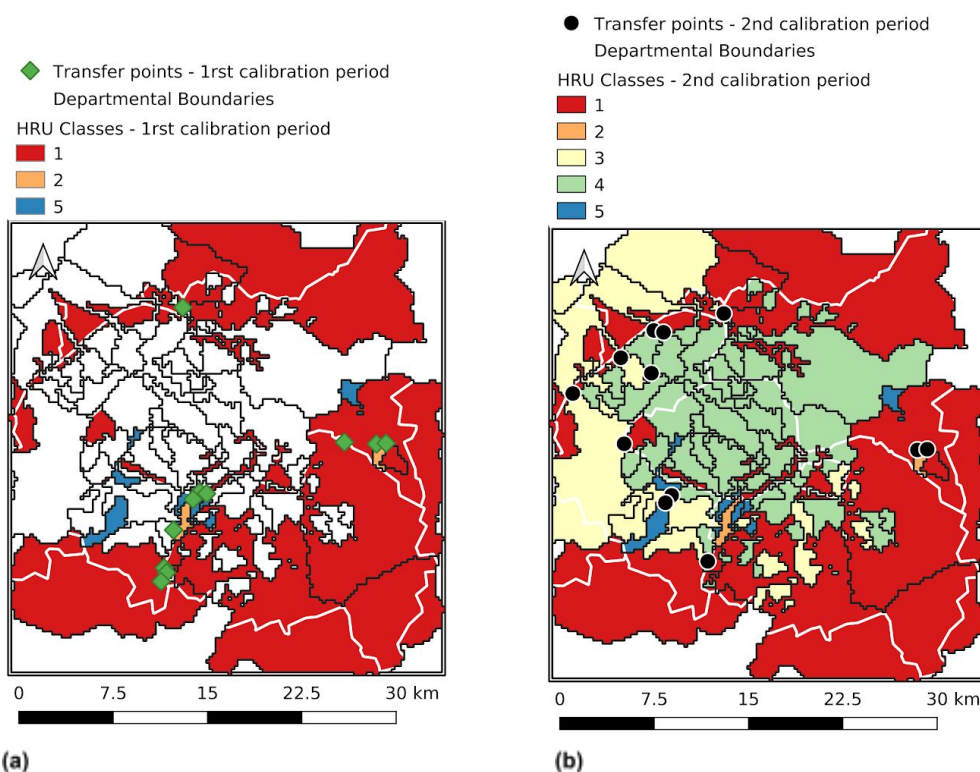 Transfer points - 1rst calibration period
Departmental Boundaries
HRU Classes - 1rst calibration period
1
2
5
0 7.5 15 22.5 30 km
(a)
Transfer points - 2nd calibration period
Departmental Boundaries
HRU Classes - 2nd calibration period
1
2
3
4
5
0 7.5 15 22.5 30 km
(b)